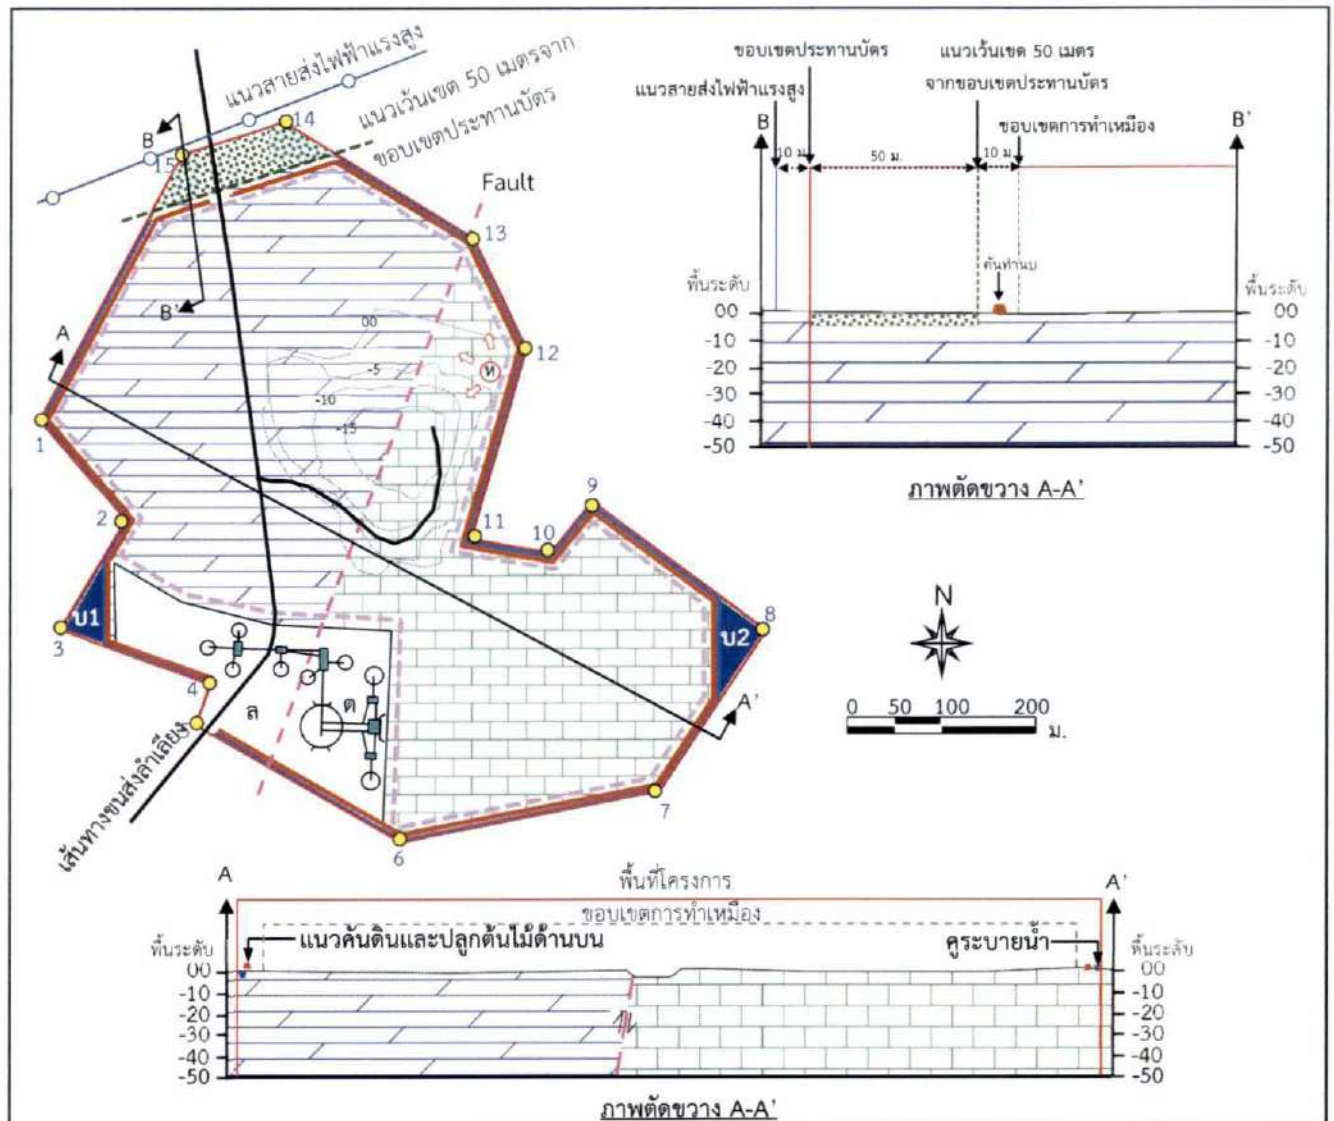 แนวสายส่งไฟฟ้าแรงสูง
แนวเว้นเขต 50 เมตรจาก
ขอบเขตประทานบัตร
14
15
B
B'
Fault
13
12
A
1
2
บ1
3
4
ล
ต
เส้นทางขนส่งลำเลียง
6
7
A'
บ2
8
9
10
11
ห
00
-5
-10
-15
ขอบเขตประทานบัตร
แนวเว้นเขต 50 เมตร
แนวสายส่งไฟฟ้าแรงสูง
จากขอบเขตประทานบัตร
ขอบเขตการทำเหมือง
B
B'
10 ม.
50 ม.
10 ม.
คันทำนบ
พื้นระดับ
พื้นระดับ
00
00
-10
-10
-20
-20
-30
-30
-40
-40
-50
-50
ภาพตัดขวาง A-A'
N
0 50 100 200
ม.
A
A'
พื้นที่โครงการ
ขอบเขตการทำเหมือง
แนวคันดินและปลูกต้นไม้ด้านบน
คูระบายน้ำ
พื้นระดับ
พื้นระดับ
00
00
-10
-10
-20
-20
-30
-30
-40
-40
-50
-50
ภาพตัดขวาง A-A'